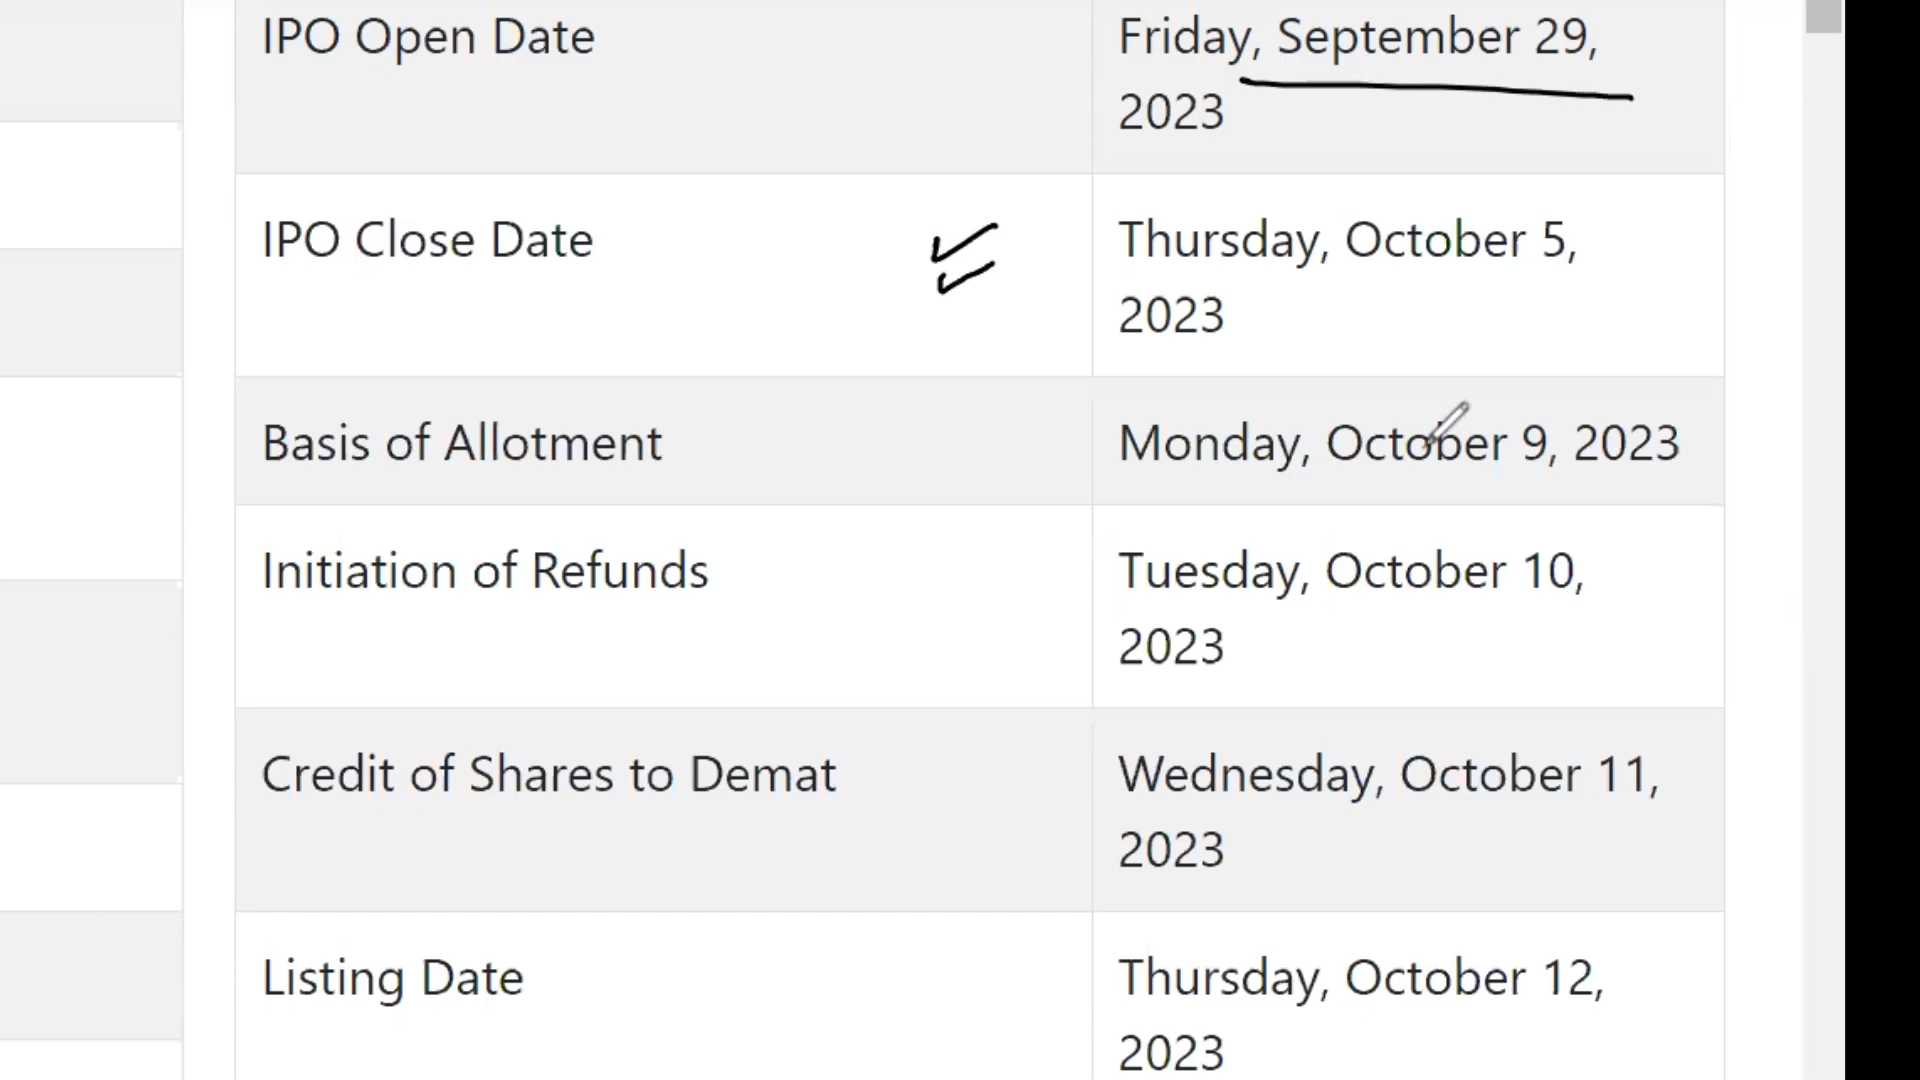 IPO Open Date
Friday, September 29,
2023
IPO Close Date
Thursday, October 5,
2023
Basis of Allotment
Monday, October 9, 2023
Initiation of Refunds
Tuesday, October 10,
2023
Credit of Shares to Demat
Wednesday, October 11,
2023
Listing Date
Thursday, October 12,
2023